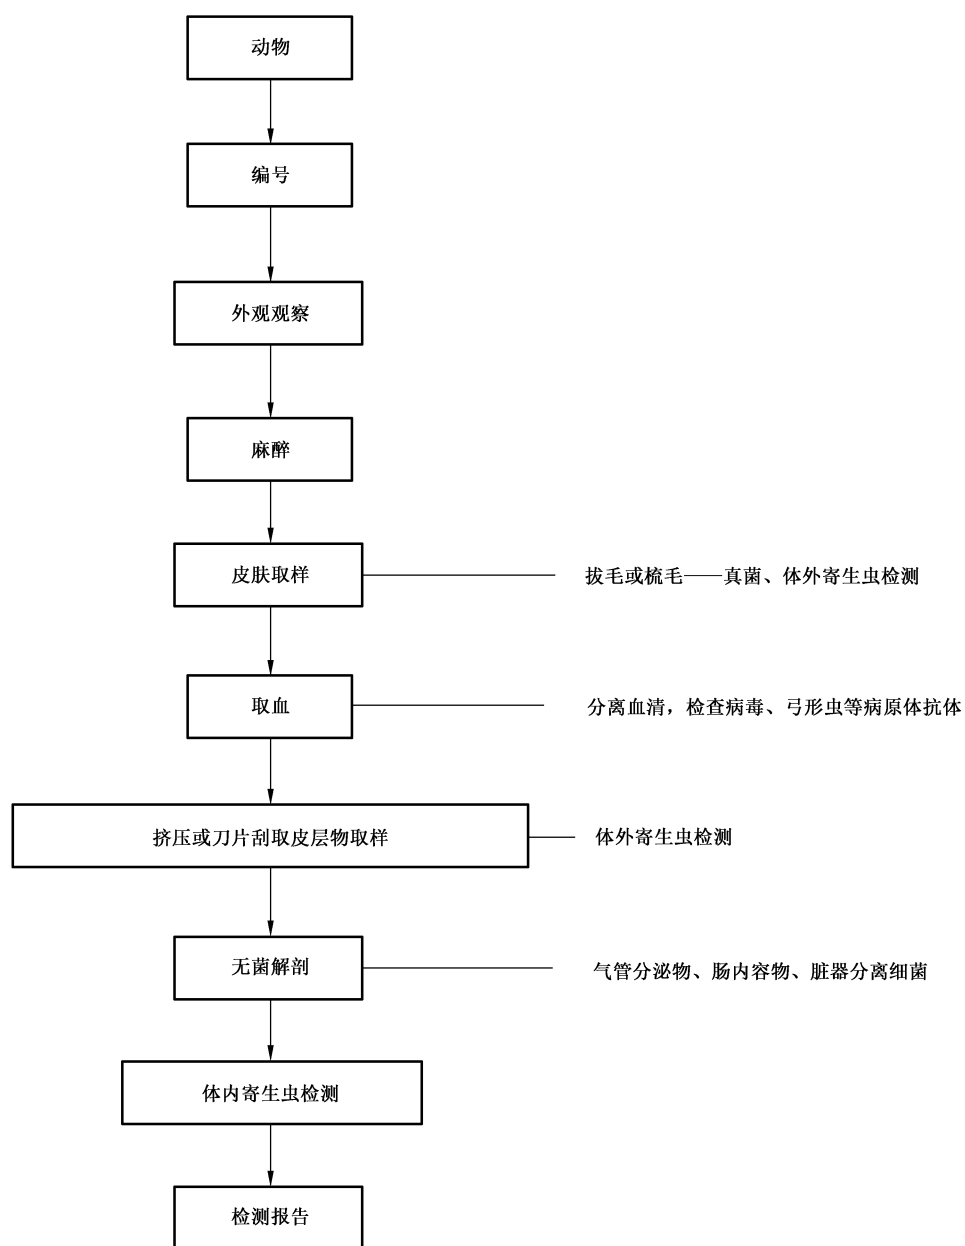 动物
编号
外观观察
麻醉
皮肤取样
拔毛或梳毛——真菌、体外寄生虫检测
取血
分离血清，检查病毒、弓形虫等病原体抗体
挤压或刀片刮取皮层物取样
体外寄生虫检测
无菌解剖
气管分泌物、肠内容物、脏器分离细菌
体内寄生虫检测
检测报告